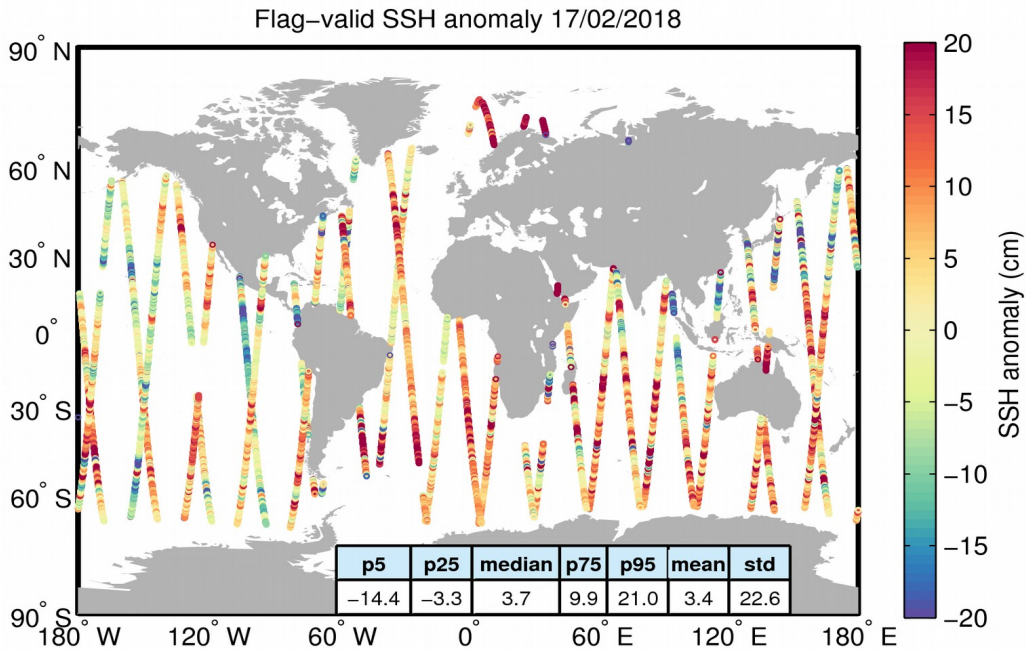 Flag−valid SSH anomaly 17/02/2018
90° N
60° N
30° N
0°
30° S
60° S
90° S
180° W
120° W
60° W
0°
60° E
120° E
180° E
p5 p25 median p75 p95 mean std
−14.4 −3.3 3.7 9.9 21.0 3.4 22.6
20
15
10
5
0
−5
−10
−15
−20
SSH anomaly (cm)